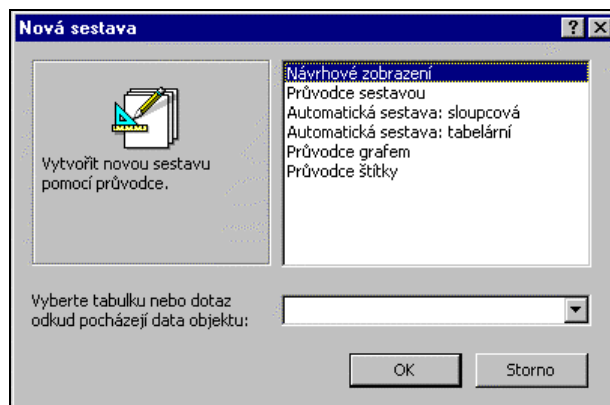 Nová sestava
Návrhové zobrazení
Průvodce sestavou
Automatická sestava: sloupcová
Automatická sestava: tabelární
Průvodce grafem
Průvodce štítky
Vytvořit novou sestavu
pomocí průvodce.
Vyberte tabulku nebo dotaz
odkud pocházejí data objektu:
OK
Storno